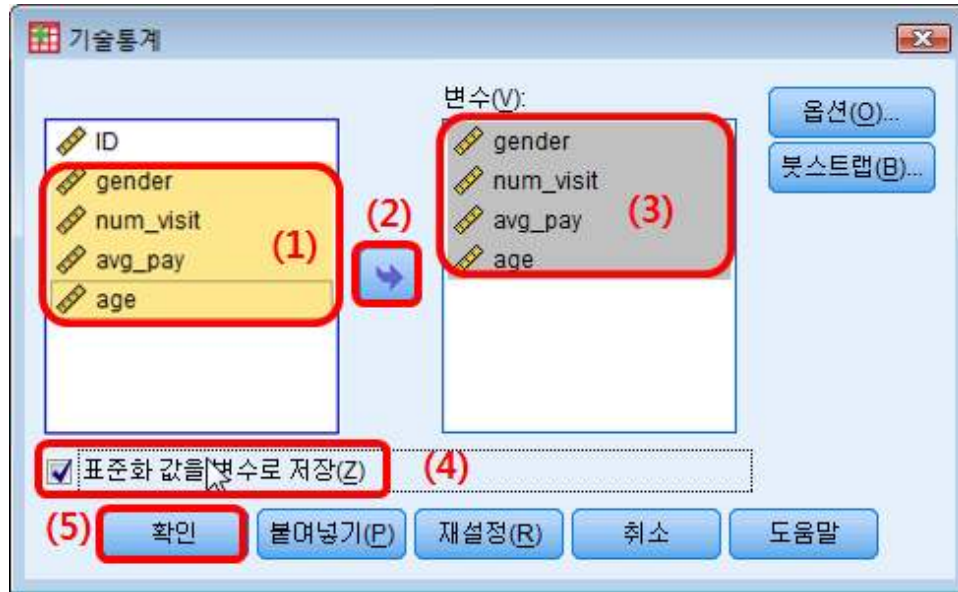 기술통계
변수(V):
옵션(O)...
붓스트랩(B)...
ID
gender
num_visit
avg_pay
age
(1)
(2)
gender
num_visit
avg_pay
age
(3)
표준화 값을 변수로 저장(Z)
(4)
(5)
확인
붙여넣기(P)
재설정(R)
취소
도움말